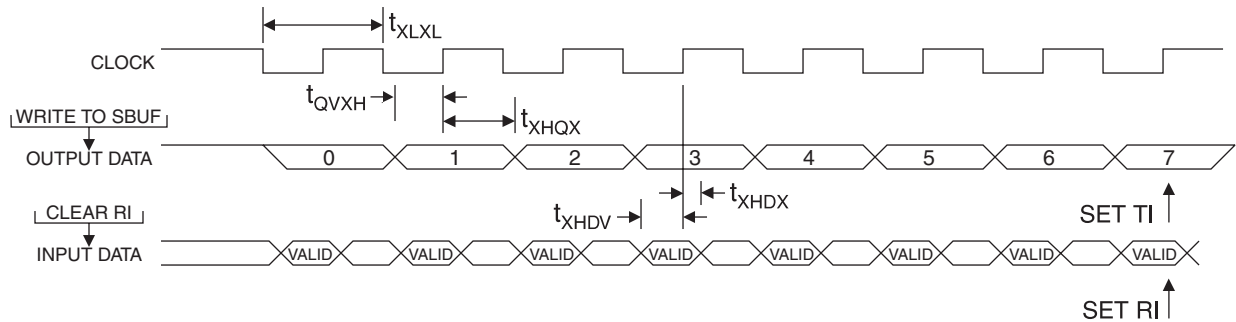 tXLXL
CLOCK
tQVXH
tXHQX
WRITE TO SBUF
OUTPUT DATA 0 1 2 3 4 5 6 7
tXHDX
tXHDV
SET TI
CLEAR RI
INPUT DATA VALID VALID VALID VALID VALID VALID VALID VALID
SET RI